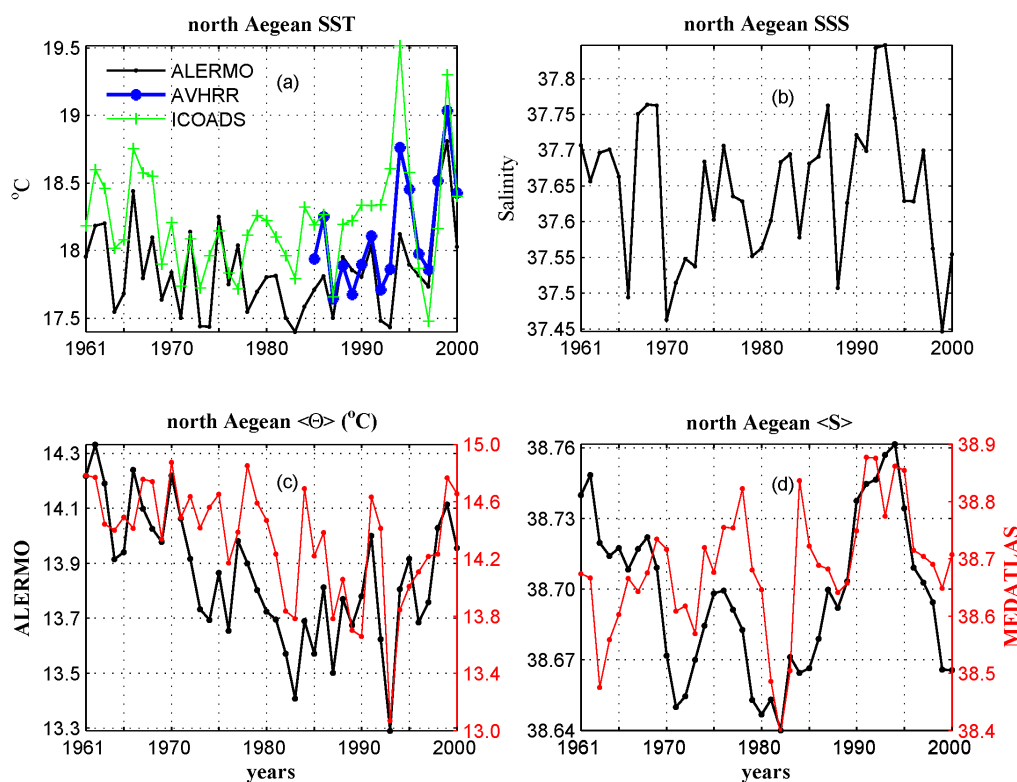 north Aegean SST
19.5
19
18.5
18
17.5
°C
ALERMO
AVHRR
ICOADS
(a)
1961 1970 1980 1990 2000
north Aegean SSS
37.8
37.75
37.7
37.65
37.6
37.55
37.5
37.45
Salinity
(b)
1961 1970 1980 1990 2000
north Aegean <Θ> (°C)
14.3
14.1
13.9
13.7
13.5
13.3
ALERMO
(c)
15.0
14.6
14.2
13.8
13.4
13.0
1961 1970 1980 1990 2000
years
north Aegean <S>
38.76
38.73
38.70
38.67
38.64
(d)
38.9
38.8
38.7
38.6
38.5
38.4
MEDATLAS
1961 1970 1980 1990 2000
years